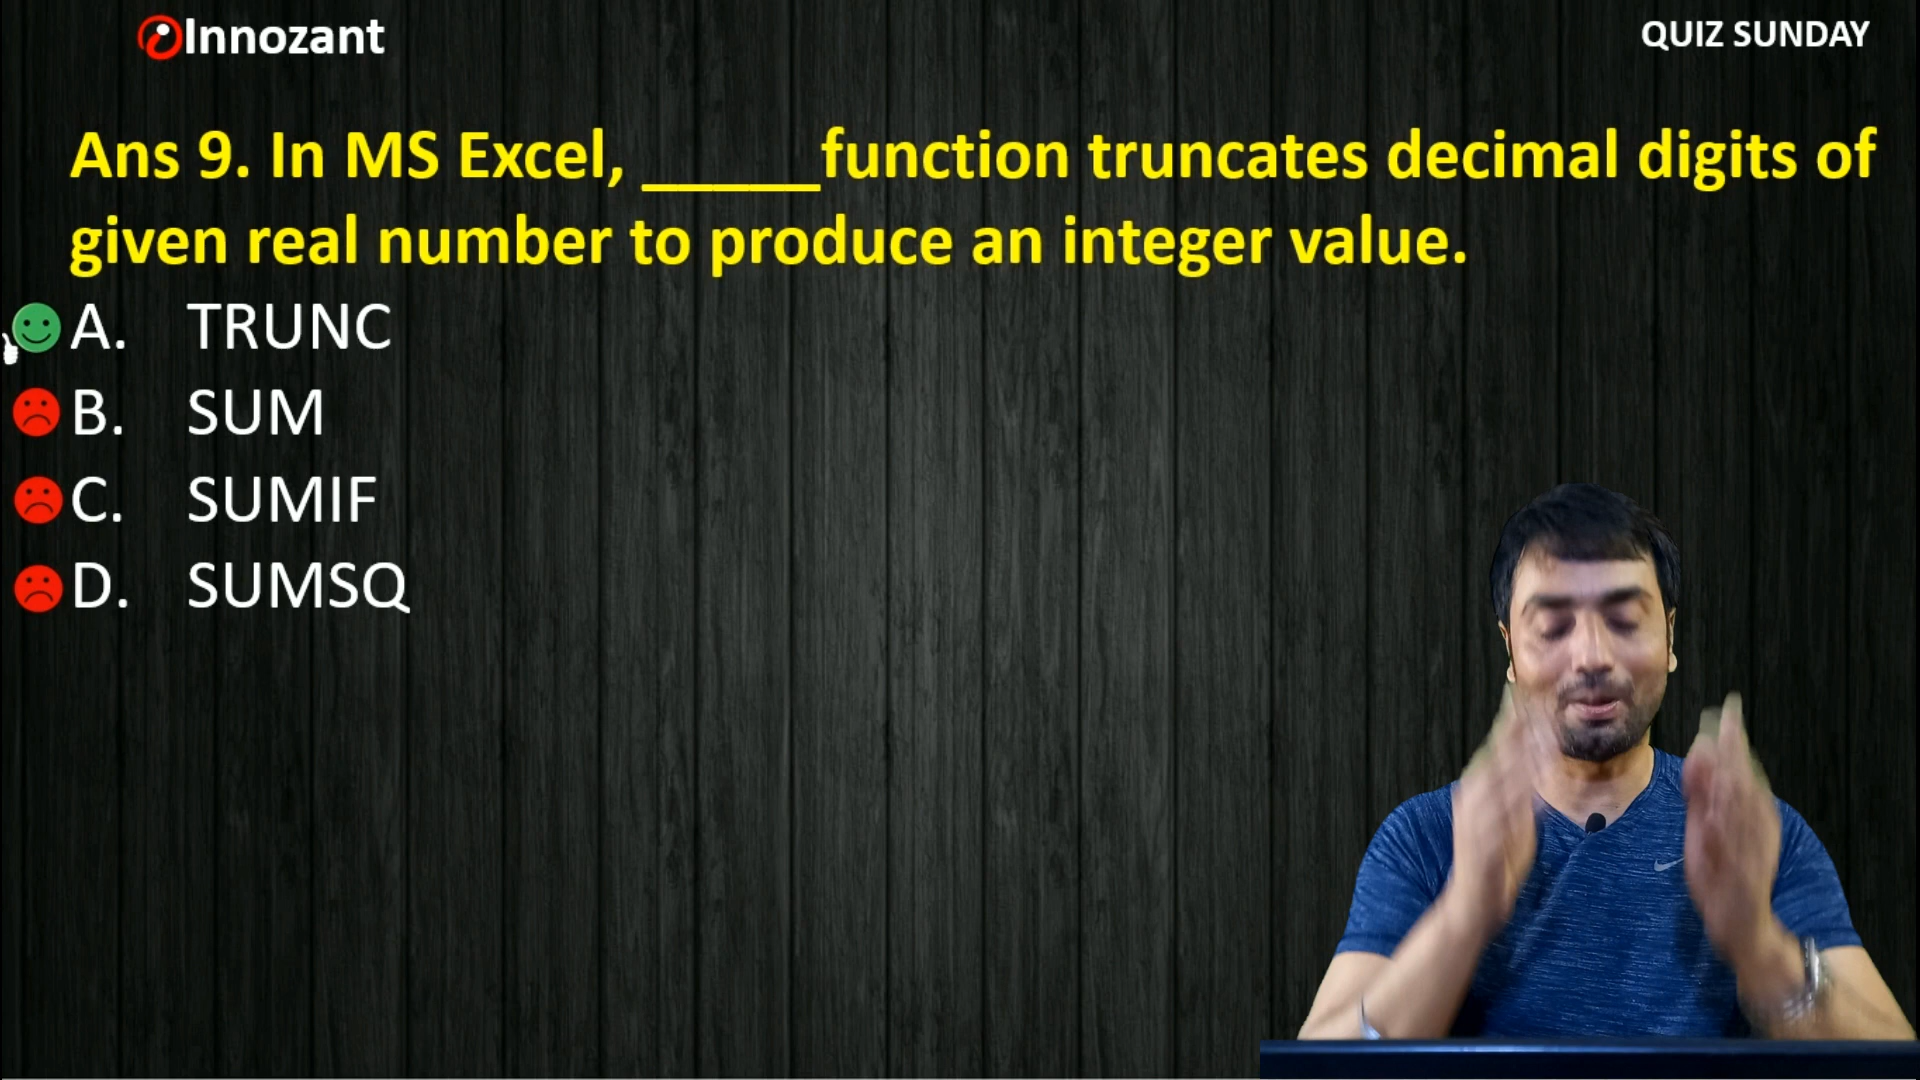 Innozant
QUIZ SUNDAY
Ans 9. In MS Excel, _____function truncates decimal digits of
given real number to produce an integer value.
A. TRUNC
B. SUM
C. SUMIF
D. SUMSQ